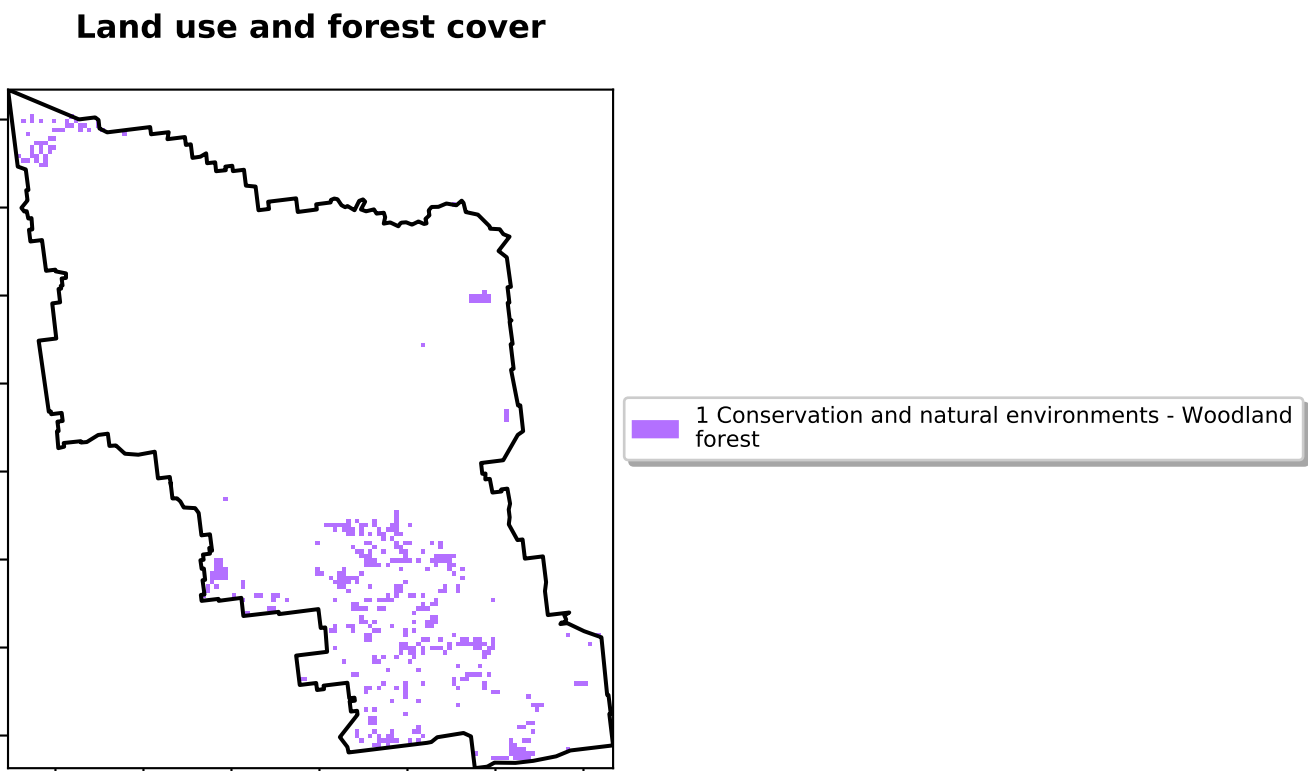 Land use and forest cover
1 Conservation and natural environments - Woodland
forest